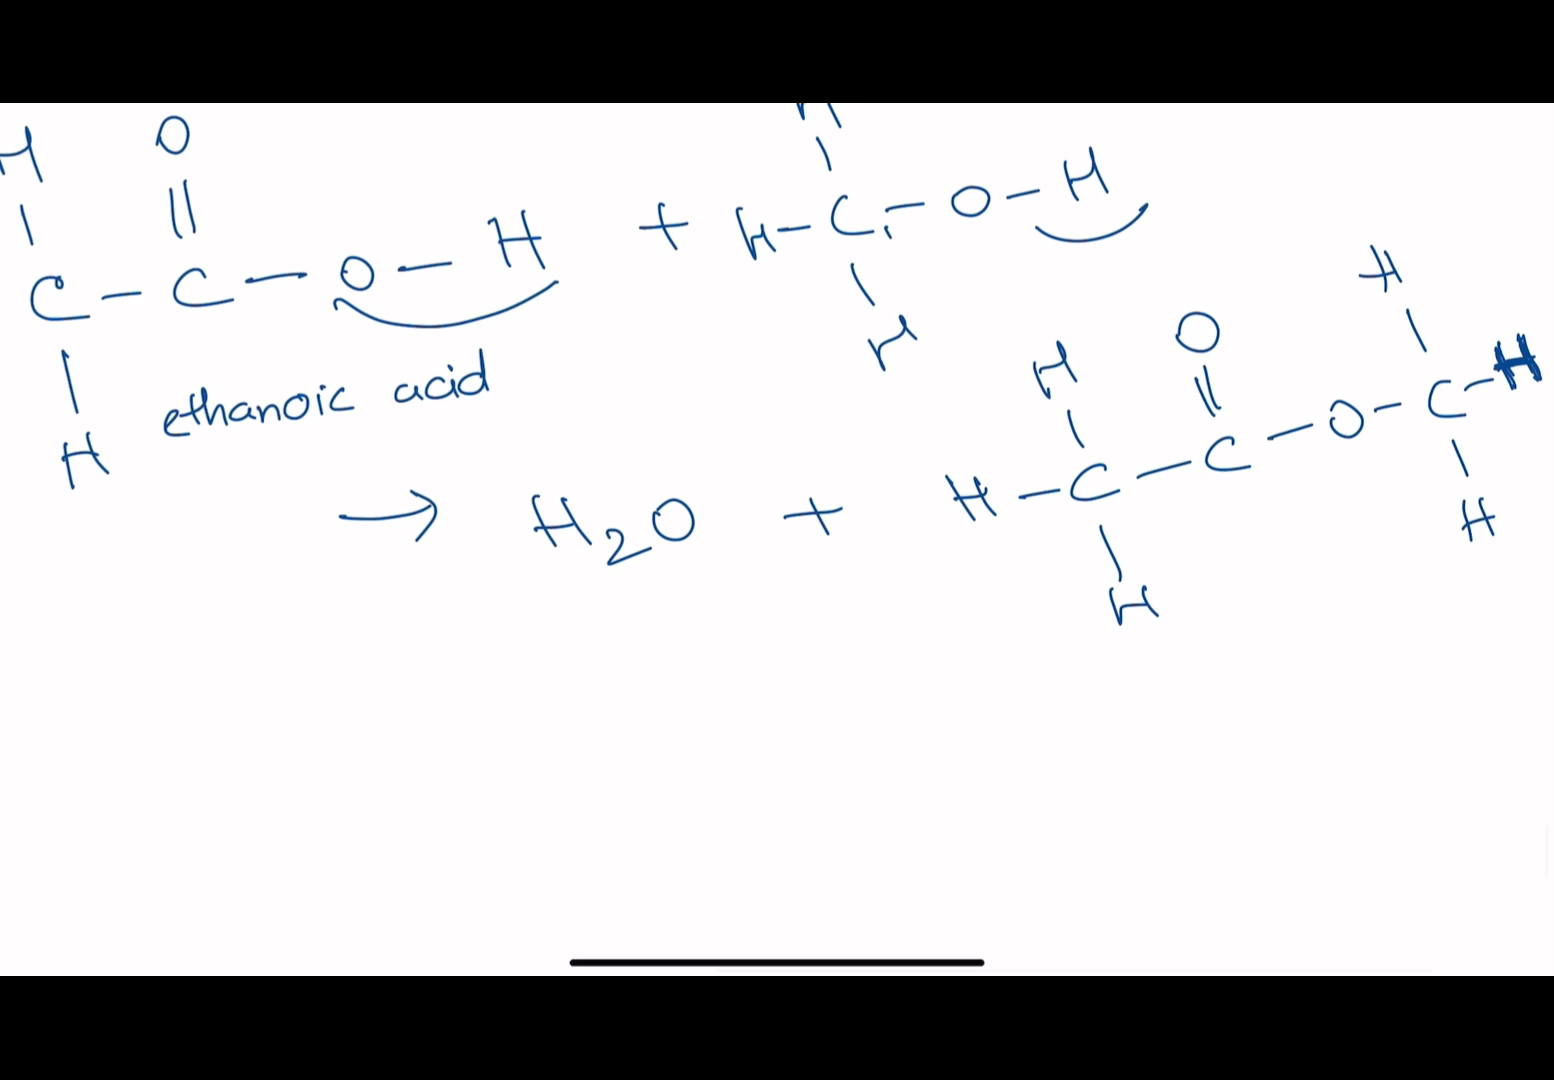 H O H
C - C - O - H + H - C - O - H
H H
ethanoic acid
H O H
→ H2O + H - C - C - O - C - H
H H